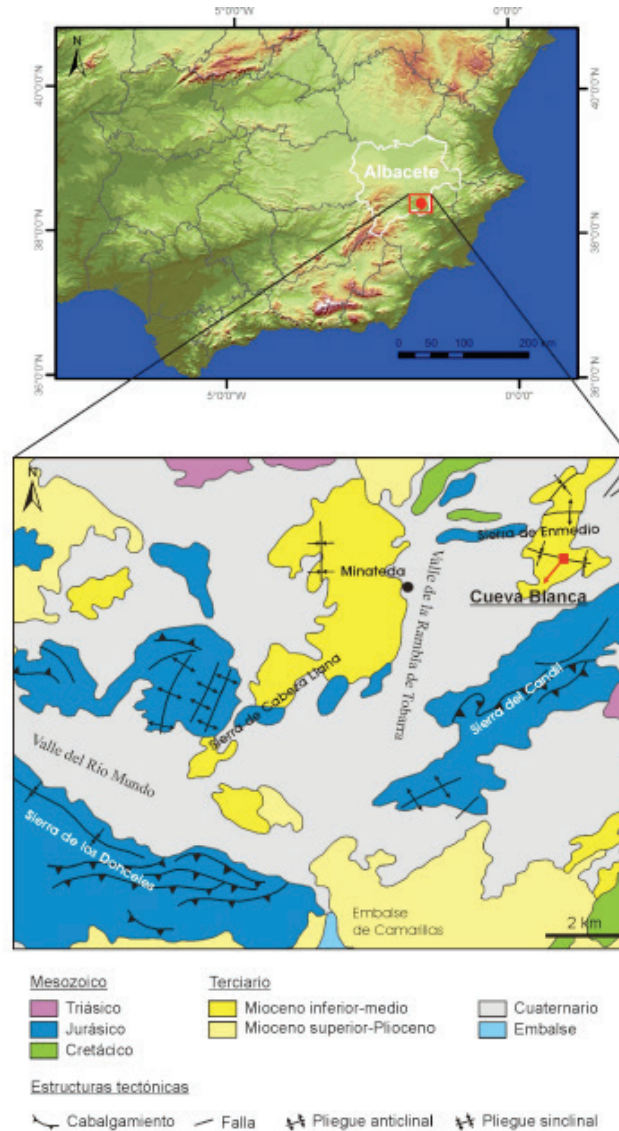 5°0'0"O 0°0'0"
N
40°0'0"N 40°0'0"N
Albacete
38°0'0"N 38°0'0"N
0 50 100 200 km
36°0'0"N 36°0'0"N
5°0'0"O 0°0'0"
N
Sierra de Enmedio
Minateda
Cueva Blanca
Valle de la Rambla de Tobarra
Sierra de Cabeza Llana
Sierra del Candil
Valle del Río Mundo
Sierra de los Donceles
Embalse
de Camarillas
2 km
Mesozoico Terciario
Triásico Mioceno inferior-medio Cuaternario
Jurásico Mioceno superior-Plioceno Embalse
Cretácico
Estructuras tectónicas
Cabalgamiento Falla Pliegue anticlinal Pliegue sinclinal